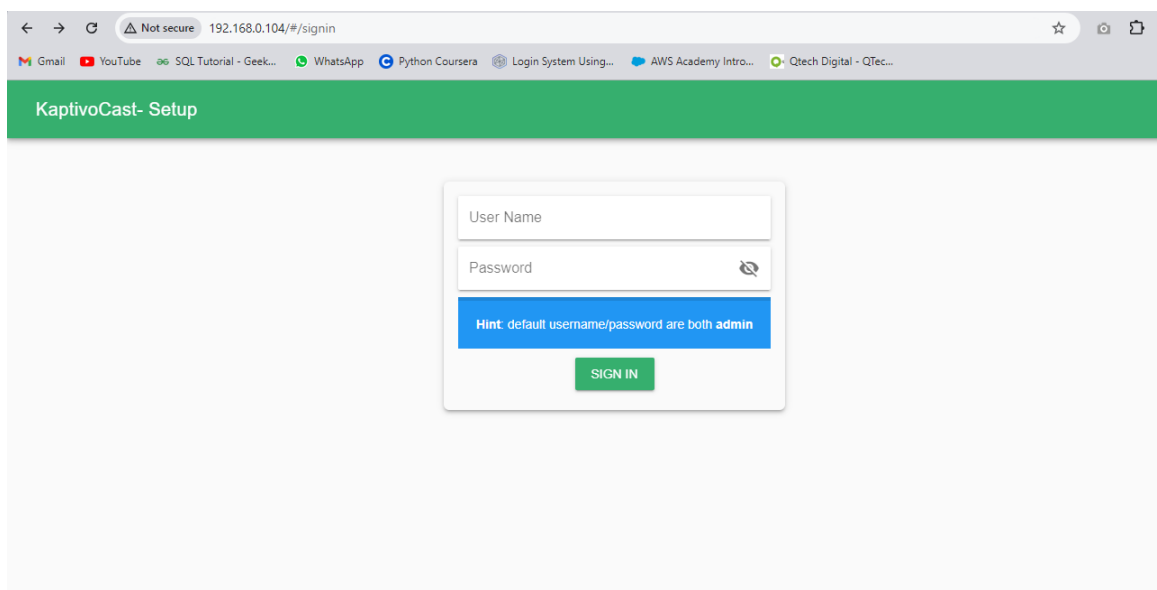 Not secure 192.168.0.104/#/signin
Gmail YouTube SQL Tutorial - Geek... WhatsApp Python Coursera Login System Using... AWS Academy Intro... Qtech Digital - QTec...
KaptivoCast- Setup
User Name
Password
Hint: default username/password are both admin
SIGN IN